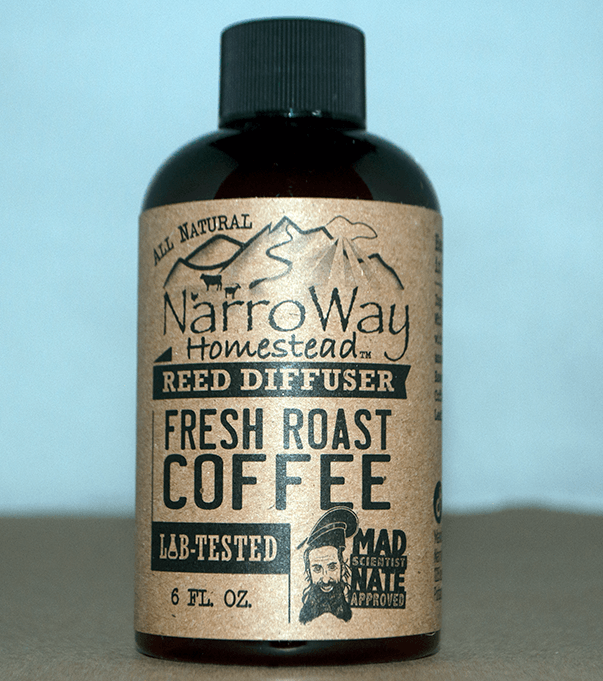 All Natural
NarroWay
Homestead™
REED DIFFUSER
FRESH ROAST
COFFEE
LAB-TESTED
MAD
SCIENTIST
NATE
APPROVED
6 FL. OZ.